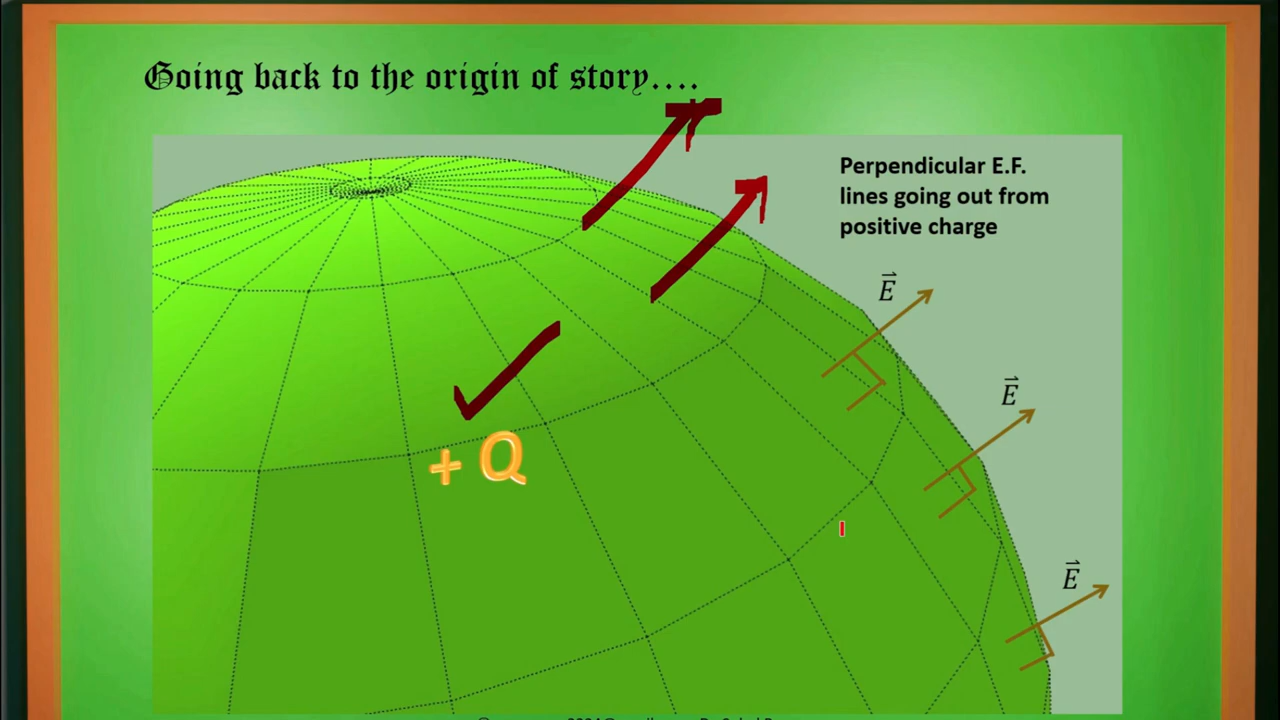 Going back to the origin of story....
Perpendicular E.F.
lines going out from
positive charge
E⃗
E⃗
+ Q
E⃗